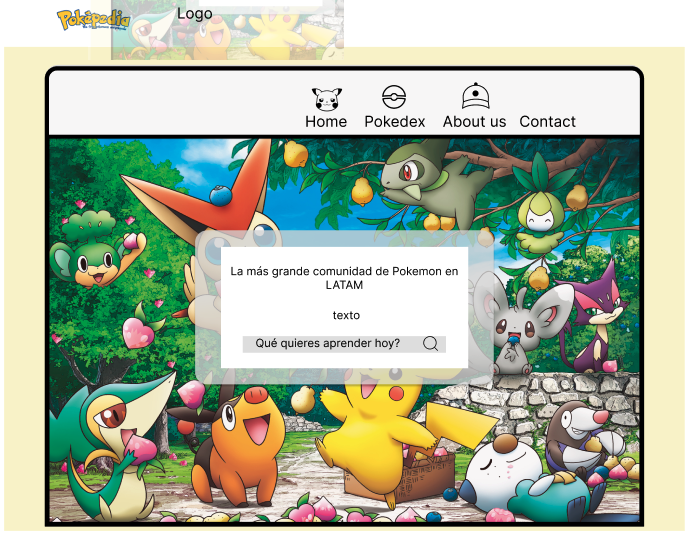 Poképedia
Logo
Home Pokedex About us Contact
La más grande comunidad de Pokemon en
LATAM
texto
Qué quieres aprender hoy?